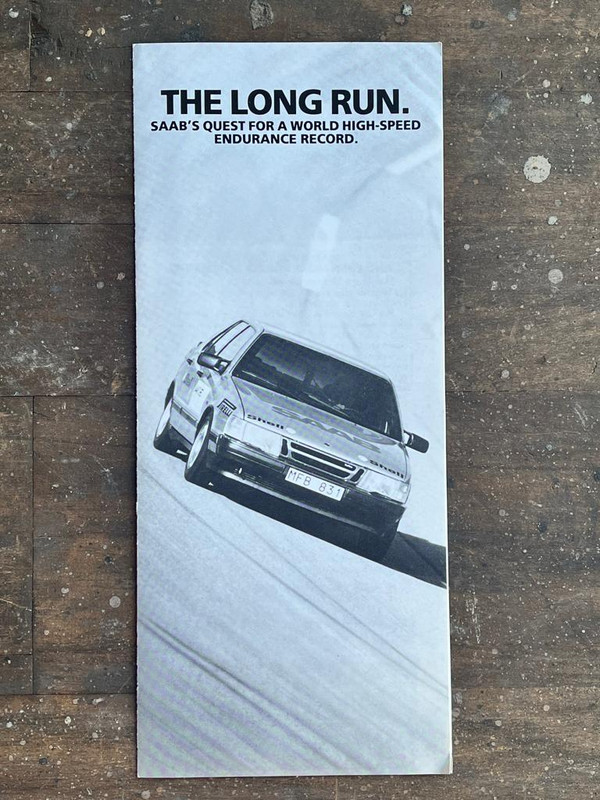 THE LONG RUN.
SAAB'S QUEST FOR A WORLD HIGH-SPEED
ENDURANCE RECORD.
Shell
Shell
MFB 831